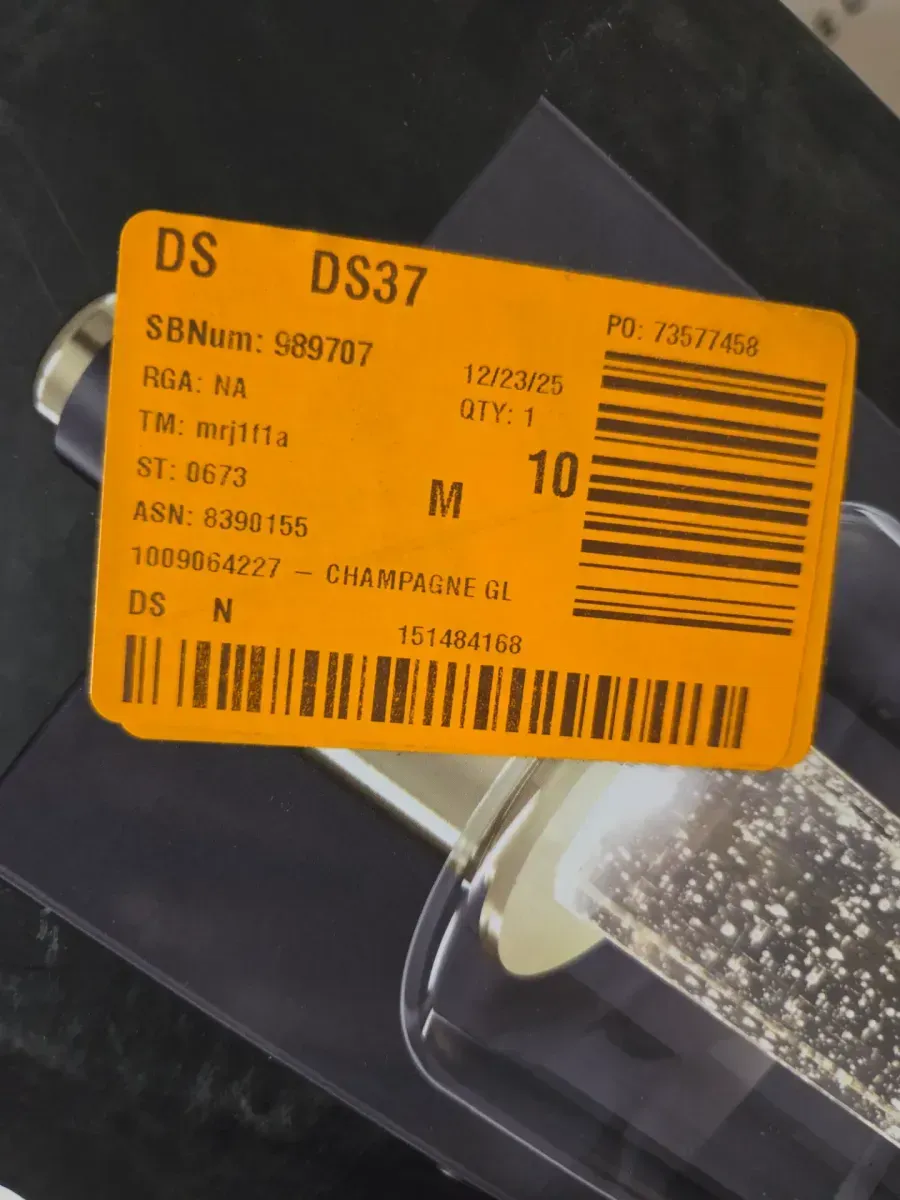 DS DS37
SBNum: 989707
RGA: NA
TM: mrj1f1a
ST: 0673
ASN: 8390155
1009064227 – CHAMPAGNE GL
DS N
151484168
12/23/25
QTY: 1
M 10
PO: 73577458